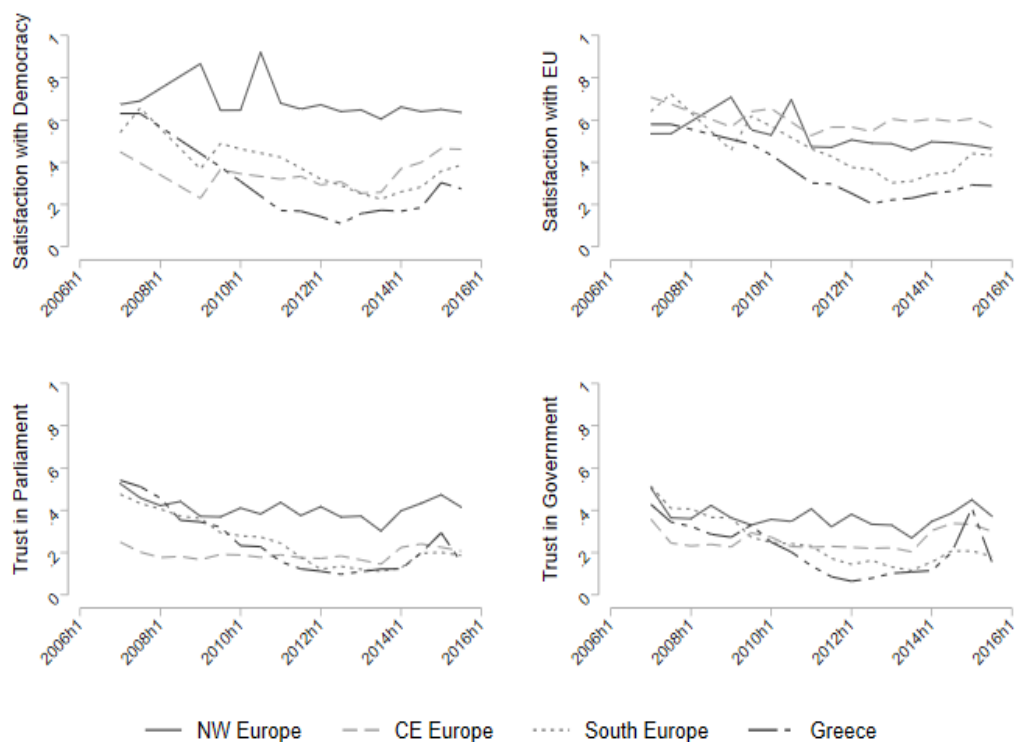 Satisfaction with Democracy
0 .2 .4 .6 .8 1
2006h1 2008h1 2010h1 2012h1 2014h1 2016h1
Satisfaction with EU
0 .2 .4 .6 .8 1
2006h1 2008h1 2010h1 2012h1 2014h1 2016h1
Trust in Parliament
0 .2 .4 .6 .8 1
2006h1 2008h1 2010h1 2012h1 2014h1 2016h1
Trust in Government
0 .2 .4 .6 .8 1
2006h1 2008h1 2010h1 2012h1 2014h1 2016h1
NW Europe CE Europe South Europe Greece